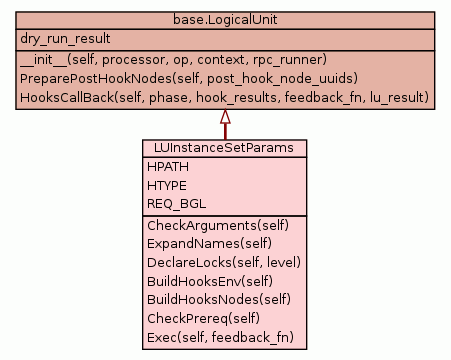 base.LogicalUnit
dry_run_result
__init__(self, processor, op, context, rpc_runner)
PreparePostHookNodes(self, post_hook_node_uuids)
HooksCallBack(self, phase, hook_results, feedback_fn, lu_result)
LUInstanceSetParams
HPATH
HTYPE
REQ_BGL
CheckArguments(self)
ExpandNames(self)
DeclareLocks(self, level)
BuildHooksEnv(self)
BuildHooksNodes(self)
CheckPrereq(self)
Exec(self, feedback_fn)